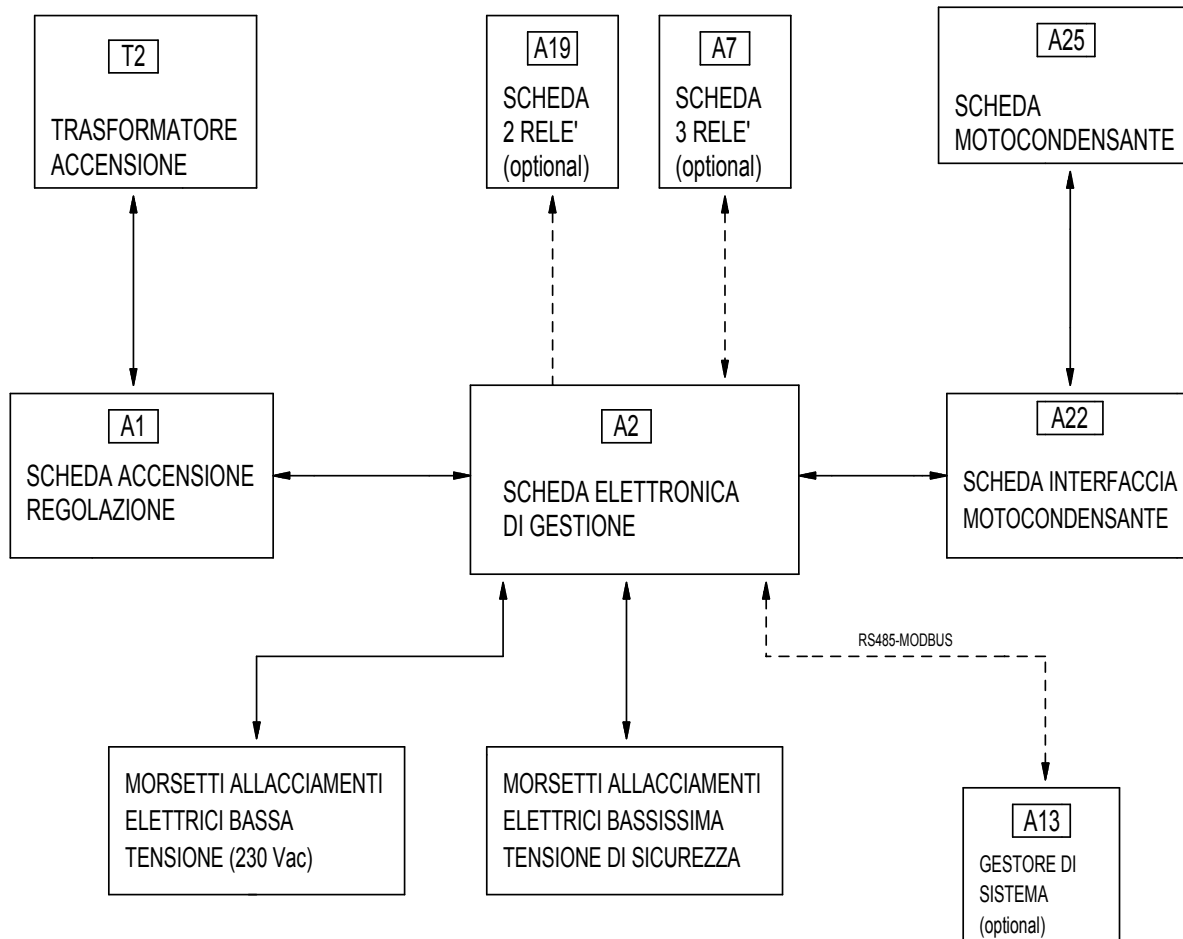 T2
TRASFORMATORE
ACCENSIONE
A19
SCHEDA
2 RELE'
(optional)
A7
SCHEDA
3 RELE'
(optional)
A25
SCHEDA
MOTOCONDENSANTE
A1
SCHEDA ACCENSIONE
REGOLAZIONE
A2
SCHEDA ELETTRONICA
DI GESTIONE
A22
SCHEDA INTERFACCIA
MOTOCONDENSANTE
RS485-MODBUS
MORSETTI ALLACCIAMENTI
ELETTRICI BASSA
TENSIONE (230 Vac)
MORSETTI ALLACCIAMENTI
ELETTRICI BASSISSIMA
TENSIONE DI SICUREZZA
A13
GESTORE DI
SISTEMA
(optional)